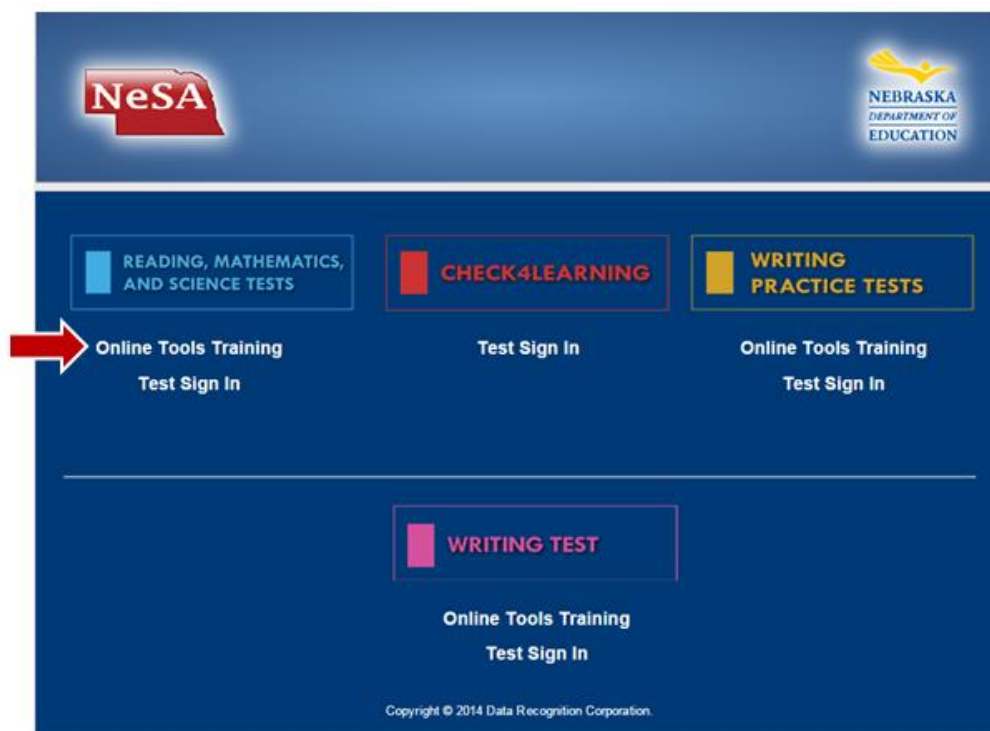 NeSA
NEBRASKA
DEPARTMENT OF
EDUCATION
READING, MATHEMATICS,
AND SCIENCE TESTS
Online Tools Training
Test Sign In
CHECK4LEARNING
Test Sign In
WRITING
PRACTICE TESTS
Online Tools Training
Test Sign In
WRITING TEST
Online Tools Training
Test Sign In
Copyright © 2014 Data Recognition Corporation.